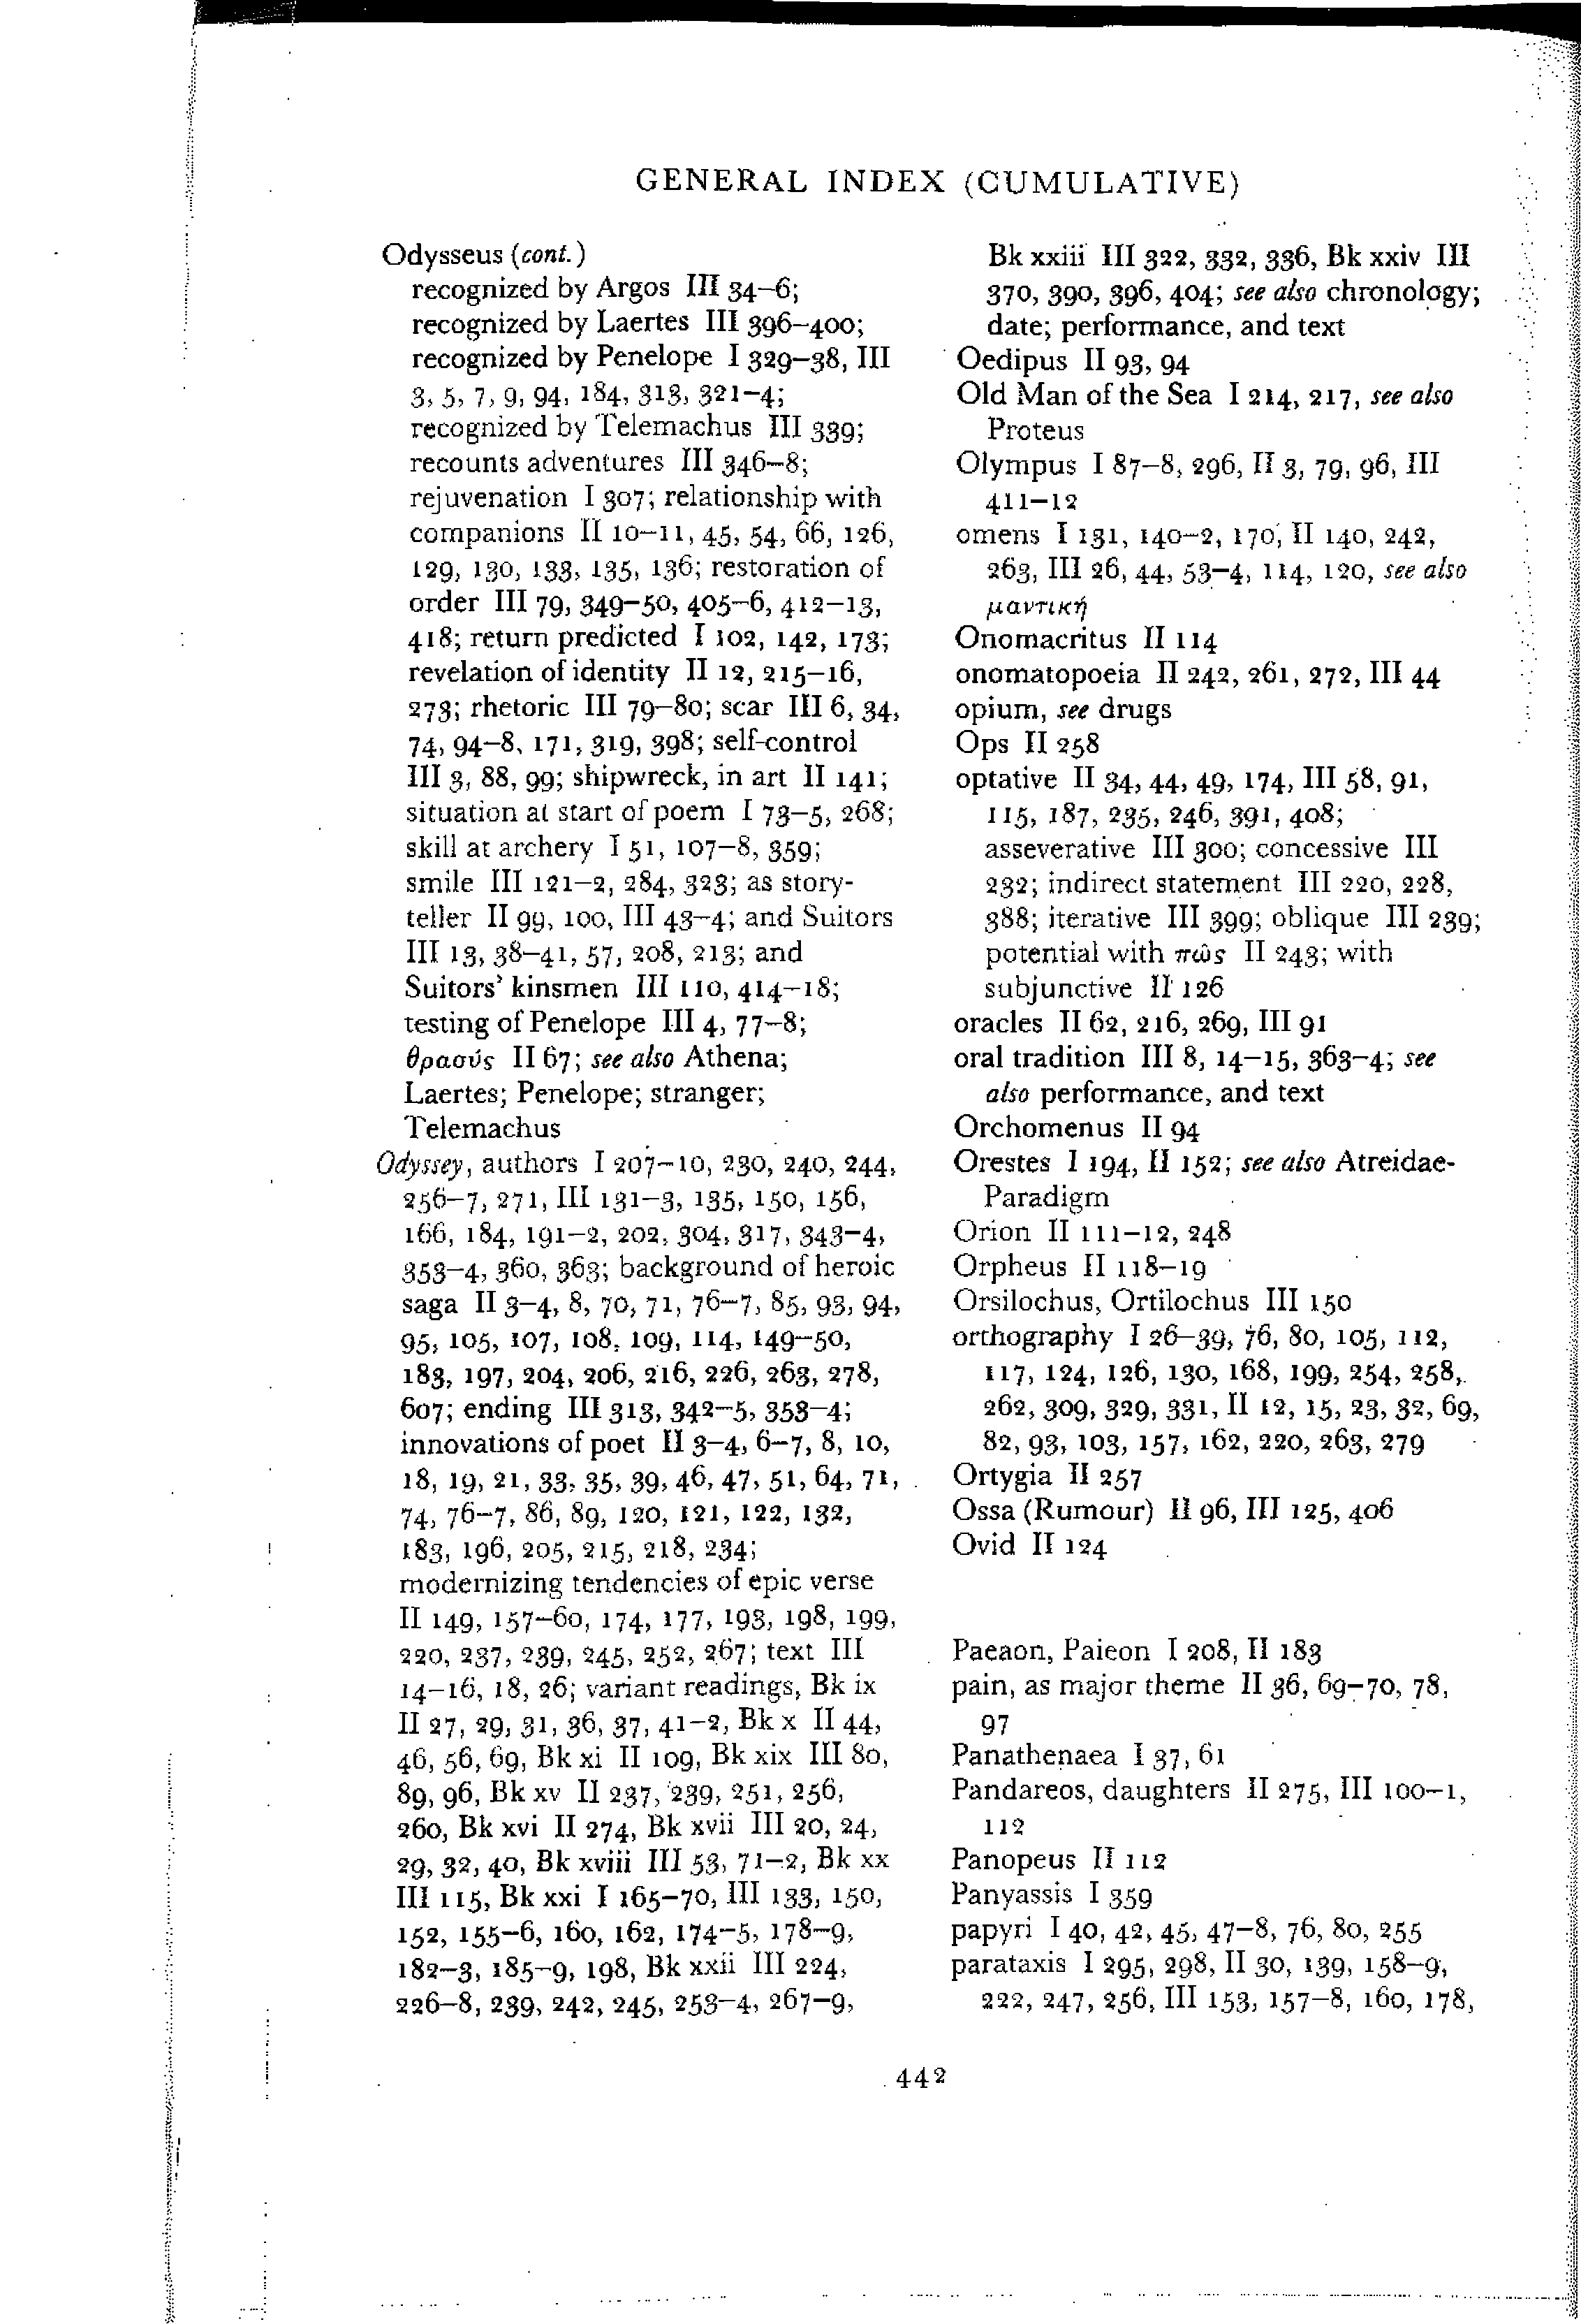 GENERAL INDEX (CUMULATIVE)
Odysseus (cont.)
recognized by Argos III 34–6;
recognized by Laertes III 396–400;
recognized by Penelope I 329–38, III
3, 5, 7, 9, 94, 184, 313, 321–4;
recognized by Telemachus III 339;
recounts adventures III 346–8;
rejuvenation I 307; relationship with
companions II 10–11, 45, 54, 66, 126,
129, 130, 133, 135, 136; restoration of
order III 79, 349–50, 405–6, 412–13,
418; return predicted I 102, 142, 173;
revelation of identity II 12, 215–16,
273; rhetoric III 79–80; scar III 6, 34,
74, 94–8, 171, 319, 398; self-control
III 3, 88, 99; shipwreck, in art II 141;
situation at start of poem I 73–5, 268;
skill at archery I 51, 107–8, 359;
smile III 121–2, 284, 323; as story-
teller II 99, 100, III 43–4; and Suitors
III 13, 38–41, 57, 208, 213; and
Suitors' kinsmen III 110, 414–18;
testing of Penelope III 4, 77–8;
θρασύς II 67; see also Athena;
Laertes; Penelope; stranger;
Telemachus
Odyssey, authors I 207–10, 230, 240, 244,
256–7, 271, III 131–3, 135, 150, 156,
166, 184, 191–2, 202, 304, 317, 343–4,
353–4, 360, 363; background of heroic
saga II 3–4, 8, 70, 71, 76–7, 85, 93, 94,
95, 105, 107, 108, 109, 114, 149–50,
183, 197, 204, 206, 216, 226, 263, 278,
607; ending III 313, 342–5, 353–4;
innovations of poet II 3–4, 6–7, 8, 10,
18, 19, 21, 33, 35, 39, 46, 47, 51, 64, 71,
74, 76–7, 86, 89, 120, 121, 122, 132,
183, 196, 205, 215, 218, 234;
modernizing tendencies of epic verse
II 149, 157–60, 174, 177, 193, 198, 199,
220, 237, 239, 245, 252, 267; text III
14–16, 18, 26; variant readings, Bk ix
II 27, 29, 31, 36, 37, 41–2, Bk x II 44,
46, 56, 69, Bk xi II 109, Bk xix III 80,
89, 96, Bk xv II 237, 239, 251, 256,
260, Bk xvi II 274, Bk xvii III 20, 24,
29, 32, 40, Bk xviii III 53, 71–2, Bk xx
III 115, Bk xxi I 165–70, III 133, 150,
152, 155–6, 160, 162, 174–5, 178–9,
182–3, 185–9, 198, Bk xxii III 224,
226–8, 239, 242, 245, 253–4, 267–9,
Bk xxiii III 322, 332, 336, Bk xxiv III
370, 390, 396, 404; see also chronology;
date; performance, and text
Oedipus II 93, 94
Old Man of the Sea I 214, 217, see also
Proteus
Olympus I 87–8, 296, II 3, 79, 96, III
411–12
omens I 131, 140–2, 170, II 140, 242,
263, III 26, 44, 53–4, 114, 120, see also
μαντική
Onomacritus II 114
onomatopoeia II 242, 261, 272, III 44
opium, see drugs
Ops II 258
optative II 34, 44, 49, 174, III 58, 91,
115, 187, 235, 246, 391, 408;
asseverative III 300; concessive III
232; indirect statement III 220, 228,
388; iterative III 399; oblique III 239;
potential with πῶς II 243; with
subjunctive II 126
oracles II 62, 216, 269, III 91
oral tradition III 8, 14–15, 363–4; see
also performance, and text
Orchomenus II 94
Orestes I 194, II 152; see also Atreidae-
Paradigm
Orion II 111–12, 248
Orpheus II 118–19
Orsilochus, Ortilochus III 150
orthography I 26–39, 76, 80, 105, 112,
117, 124, 126, 130, 168, 199, 254, 258,
262, 309, 329, 331, II 12, 15, 23, 32, 69,
82, 93, 103, 157, 162, 220, 263, 279
Ortygia II 257
Ossa (Rumour) II 96, III 125, 406
Ovid II 124
Paeaon, Paieon I 208, II 183
pain, as major theme II 36, 69–70, 78,
97
Panathenaea I 37, 61
Pandareos, daughters II 275, III 100–1,
112
Panopeus II 112
Panyassis I 359
papyri I 40, 42, 45, 47–8, 76, 80, 255
parataxis I 295, 298, II 30, 139, 158–9,
222, 247, 256, III 153, 157–8, 160, 178,
442